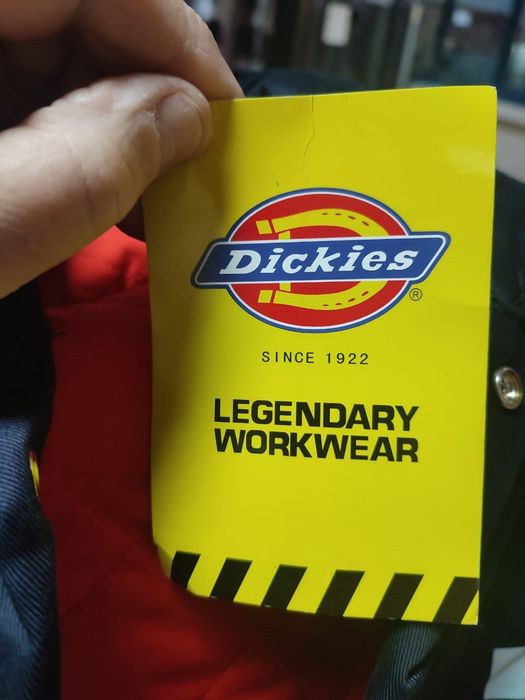 Dickies
®
SINCE 1922
LEGENDARY
WORKWEAR